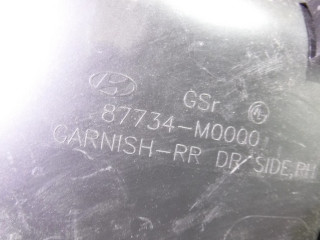 GSr
87734-M0000
GARNISH-RR DR SIDE,RH